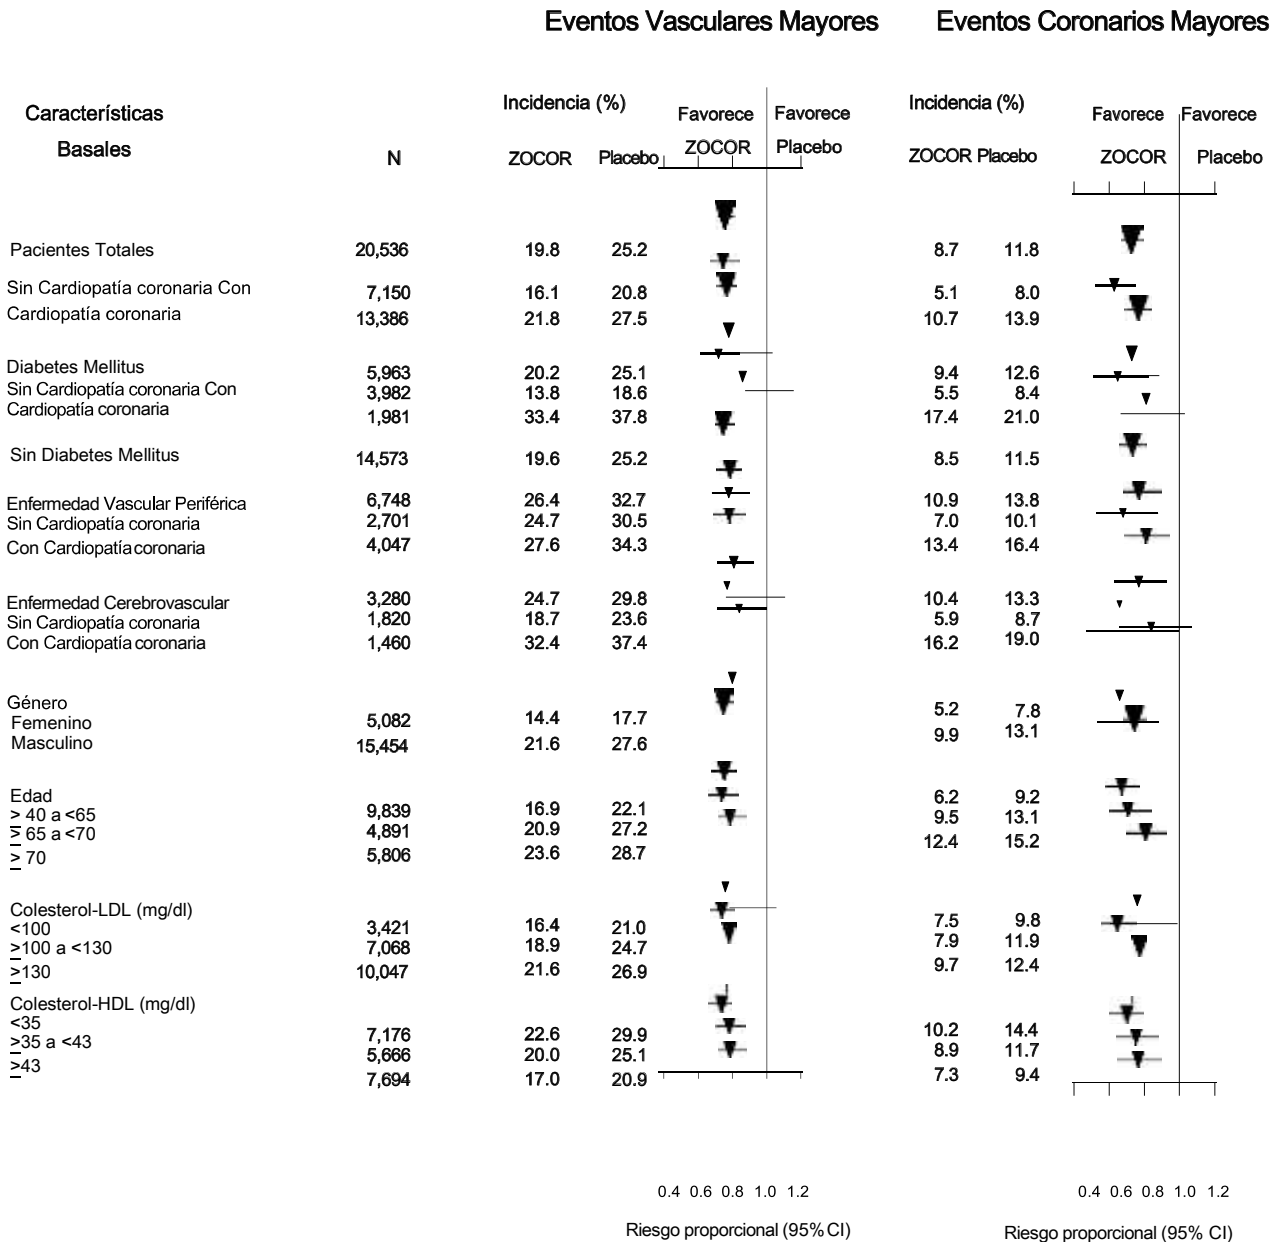 Eventos Vasculares Mayores Eventos Coronarios Mayores
Incidencia (%) Incidencia (%)
Características Favorece Favorece Favorece Favorece
Basales N ZOCOR Placebo ZOCOR Placebo ZOCOR Placebo ZOCOR Placebo
Pacientes Totales 20,536 19.8 25.2 8.7 11.8
Sin Cardiopatía coronaria Con 7,150 16.1 20.8 5.1 8.0
Cardiopatía coronaria 13,386 21.8 27.5 10.7 13.9
Diabetes Mellitus 5,963 20.2 25.1 9.4 12.6
Sin Cardiopatía coronaria Con 3,982 13.8 18.6 5.5 8.4
Cardiopatía coronaria 1,981 33.4 37.8 17.4 21.0
Sin Diabetes Mellitus 14,573 19.6 25.2 8.5 11.5
Enfermedad Vascular Periférica 6,748 26.4 32.7 10.9 13.8
Sin Cardiopatía coronaria 2,701 24.7 30.5 7.0 10.1
Con Cardiopatía coronaria 4,047 27.6 34.3 13.4 16.4
Enfermedad Cerebrovascular 3,280 24.7 29.8 10.4 13.3
Sin Cardiopatía coronaria 1,820 18.7 23.6 5.9 8.7
Con Cardiopatía coronaria 1,460 32.4 37.4 16.2 19.0
Género
Femenino 5,082 14.4 17.7 5.2 7.8
Masculino 15,454 21.6 27.6 9.9 13.1
Edad
≥ 40 a <65 9,839 16.9 22.1 6.2 9.2
≥ 65 a <70 4,891 20.9 27.2 9.5 13.1
≥ 70 5,806 23.6 28.7 12.4 15.2
Colesterol-LDL (mg/dl)
<100 3,421 16.4 21.0 7.5 9.8
≥100 a <130 7,068 18.9 24.7 7.9 11.9
≥130 10,047 21.6 26.9 9.7 12.4
Colesterol-HDL (mg/dl)
<35 7,176 22.6 29.9 10.2 14.4
≥35 a <43 5,666 20.0 25.1 8.9 11.7
≥43 7,694 17.0 20.9 7.3 9.4
0.4 0.6 0.8 1.0 1.2 0.4 0.6 0.8 1.0 1.2
Riesgo proporcional (95% CI) Riesgo proporcional (95% CI)